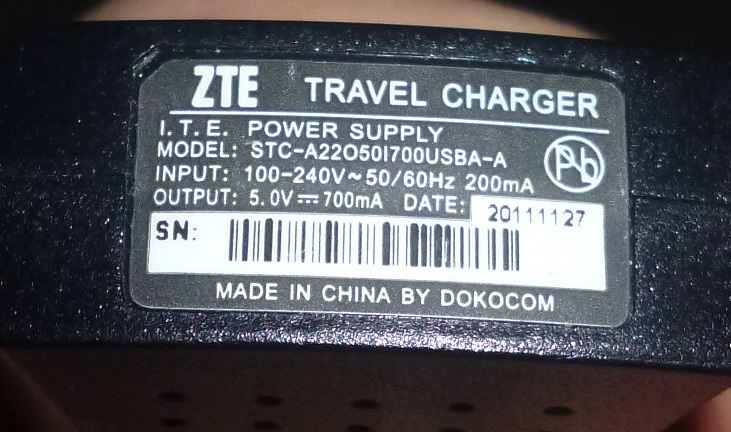 ZTE TRAVEL CHARGER
I.T.E. POWER SUPPLY
MODEL: STC-A22O50I700USBA-A
Pb
INPUT: 100-240V~50/60Hz 200mA
OUTPUT: 5.0V⎓700mA DATE: 20111127
SN:
MADE IN CHINA BY DOKOCOM